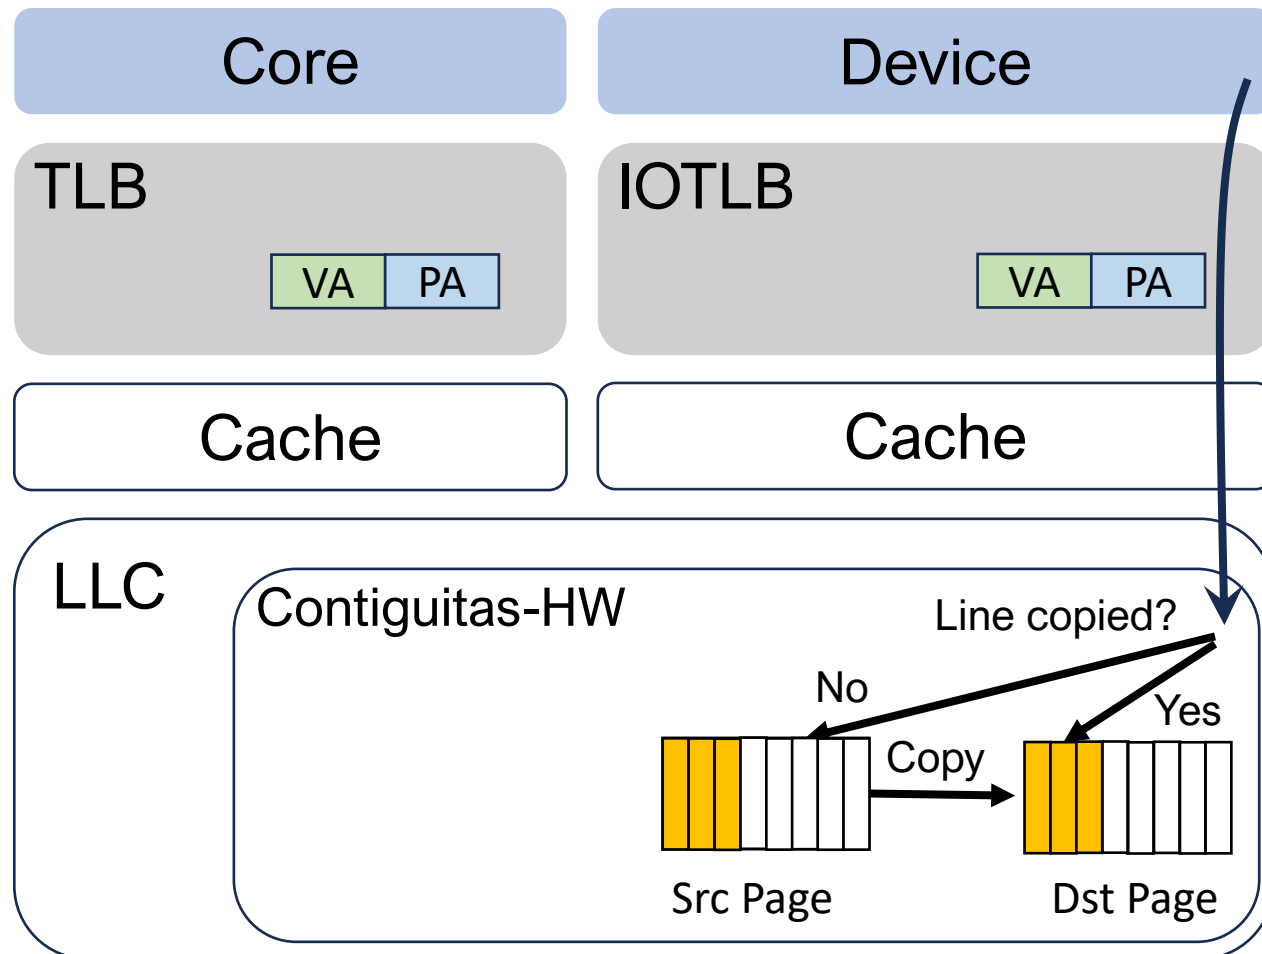 Core
Device
TLB
IOTLB
VA PA
VA PA
Cache
Cache
LLC
Contiguitas-HW
Line copied?
No
Yes
Copy
Src Page
Dst Page